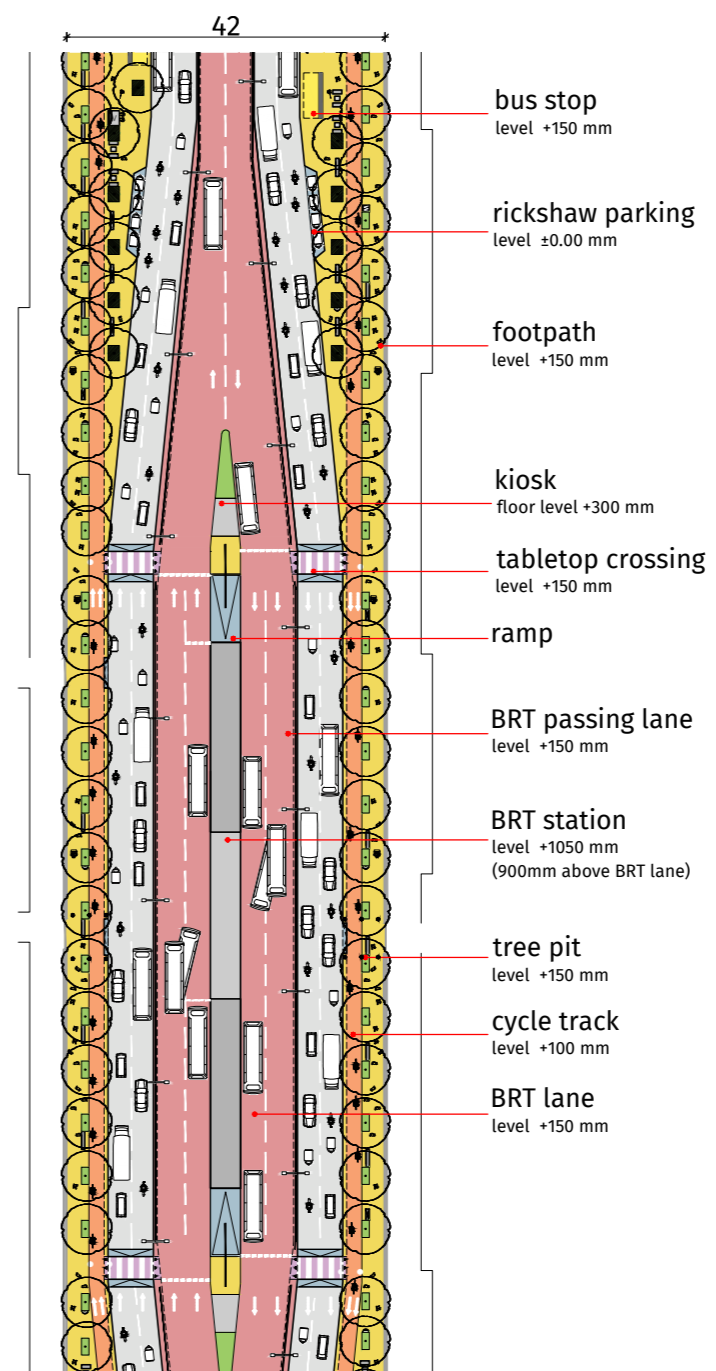 42
bus stop
level +150 mm
rickshaw parking
level ±0.00 mm
footpath
level +150 mm
kiosk
floor level +300 mm
tabletop crossing
level +150 mm
ramp
BRT passing lane
level +150 mm
BRT station
level +1050 mm
(900mm above BRT lane)
tree pit
level +150 mm
cycle track
level +100 mm
BRT lane
level +150 mm